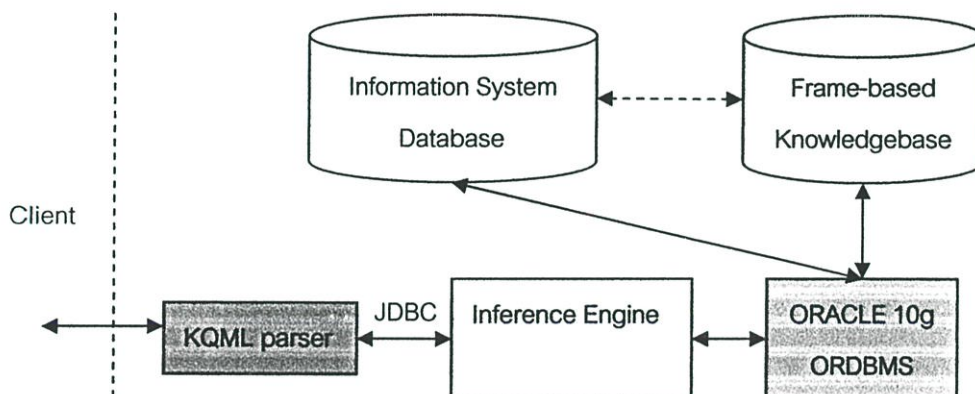 Information System
Database
Frame-based
Knowledgebase
Client
KQML parser
JDBC
Inference Engine
ORACLE 10g
ORDBMS